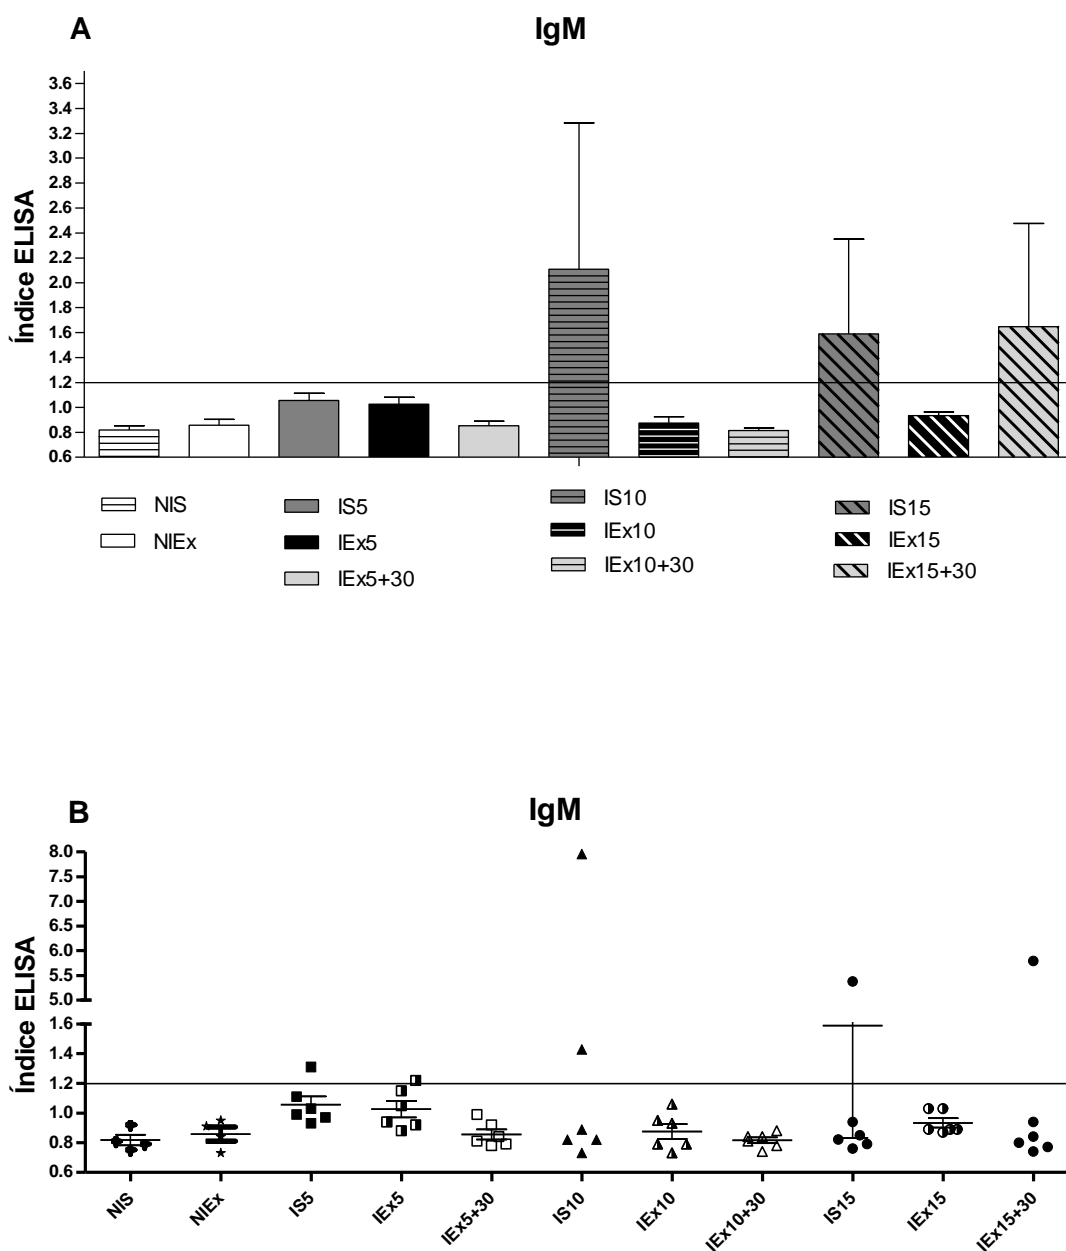 A
IgM
Índice ELISA
3.6
3.4
3.2
3.0
2.8
2.6
2.4
2.2
2.0
1.8
1.6
1.4
1.2
1.0
0.8
0.6
NIS
NIEx
IS5
IEx5
IEx5+30
IS10
IEx10
IEx10+30
IS15
IEx15
IEx15+30
B
IgM
Índice ELISA
8.0
7.5
7.0
6.5
6.0
5.5
5.0
1.6
1.4
1.2
1.0
0.8
0.6
NIS
NIEx
IS5
IEx5
IEx5+30
IS10
IEx10
IEx10+30
IS15
IEx15
IEx15+30